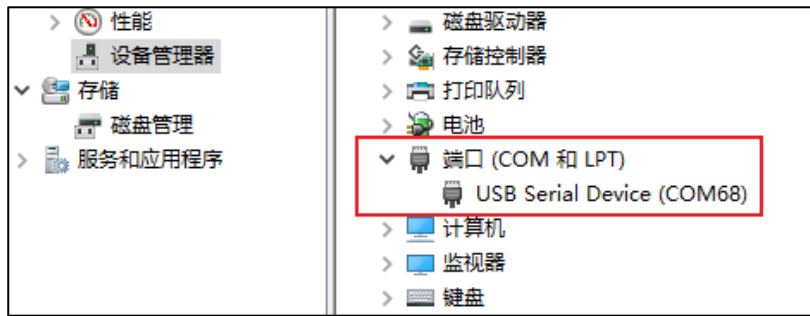 性能
设备管理器
存储
磁盘管理
服务和应用程序
磁盘驱动器
存储控制器
打印队列
电池
端口 (COM 和 LPT)
USB Serial Device (COM68)
计算机
监视器
键盘